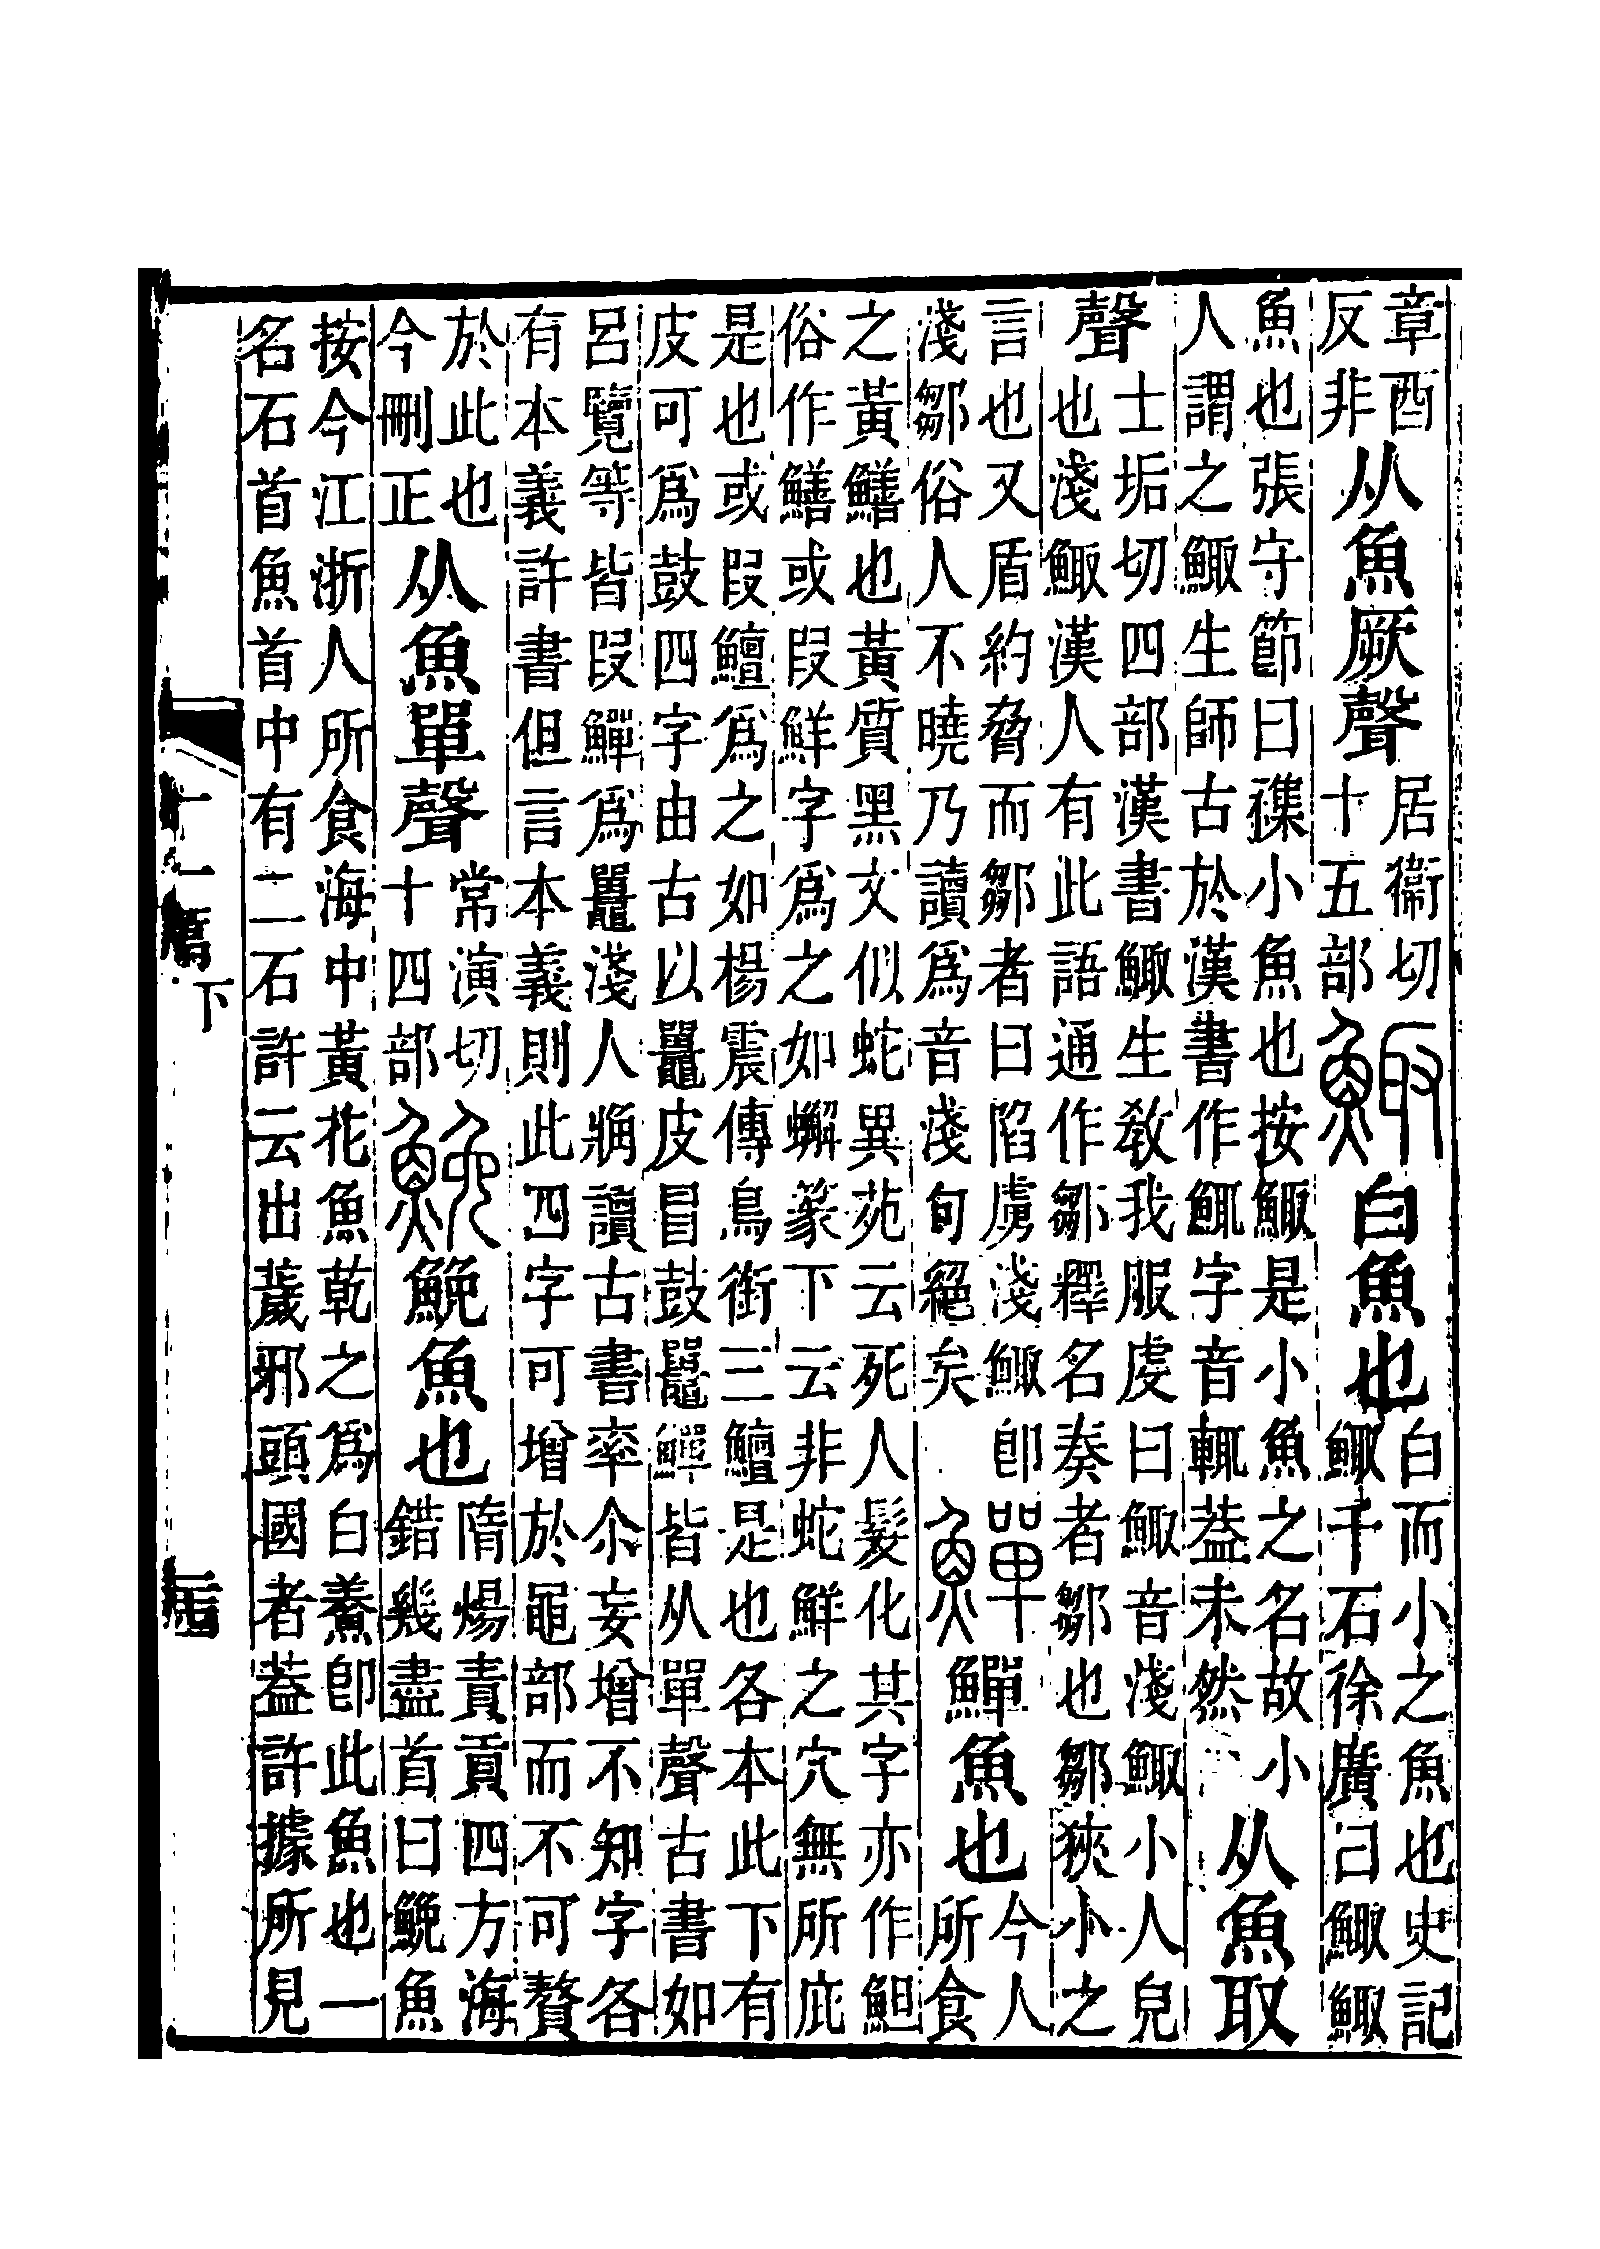 章酉反非从魚厥聲居衞切十五部鯫白魚也白而小之魚也史記鯫千石徐廣曰鯫鯫
魚也張守節曰襍小魚也按鯫是小魚之名故小人謂之鯫生師古於漢書作鮿字音輒葢未然从魚取
聲士垢切四部漢書鯫生敎我服虔曰鯫音淺鯫小人皃也淺鯫漢人有此語通作鄒釋名奏者鄒也鄒狹小之
言也又盾約脅而鄒者曰陷虜淺鯫卽淺鄒俗人不曉乃讀爲音淺句絕矣鱓鱓魚也今人所食
之黃鱔也黃質黑文似蛇異苑云死人髮化其字亦作䱇俗作鱔或叚鮮字爲之如蠏篆下云非蛇鮮之穴無所庇
是也或叚鱣爲之如楊震傳鳥銜三鱣是也各本此下有皮可爲鼓四字由古以鼉皮冒鼓鼉鱓皆从單聲古書如
呂覽等皆叚鱓爲鼉淺人讀古書率尒妄增不知字各有本義許書但言本義則此四字可增於黽部而不可贅
於此也今刪正从魚單聲常演切十四部鮸鮸魚也隋煬責貢四方海錯幾盡首曰鮸魚
按今江浙人所食海中黃花魚乾之爲白鯗卽此魚也一名石首魚首中有二石許云出薉邪頭國者葢許據所見
十一篇下